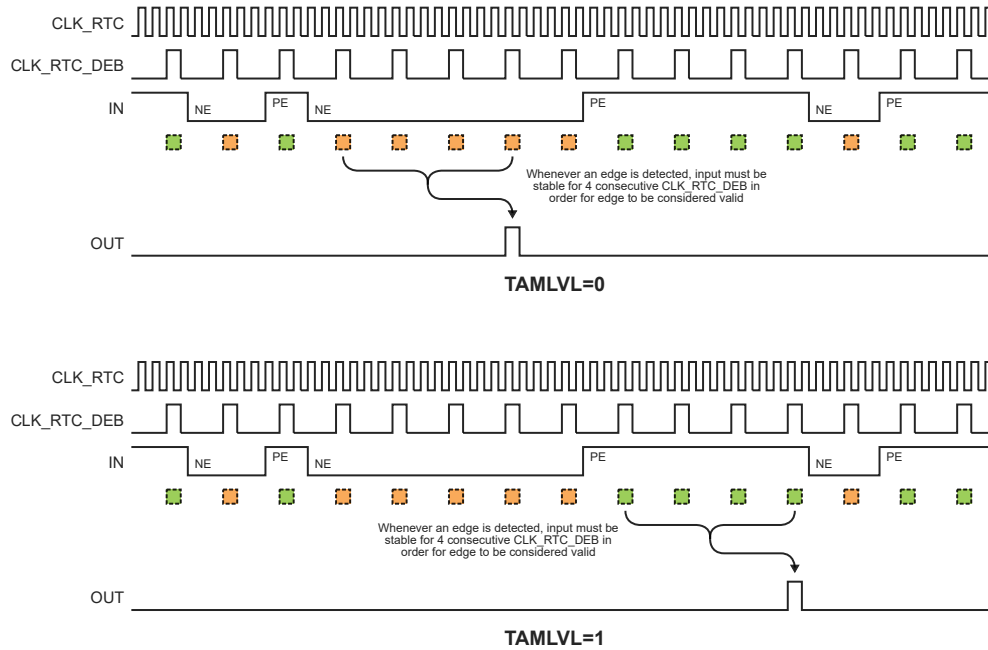 CLK_RTC
CLK_RTC_DEB
IN
NE
PE
NE
PE
NE
PE
Whenever an edge is detected, input must be
stable for 4 consecutive CLK_RTC_DEB in
order for edge to be considered valid
OUT
TAMLVL=0
CLK_RTC
CLK_RTC_DEB
IN
NE
PE
NE
PE
NE
PE
Whenever an edge is detected, input must be
stable for 4 consecutive CLK_RTC_DEB in
order for edge to be considered valid
OUT
TAMLVL=1